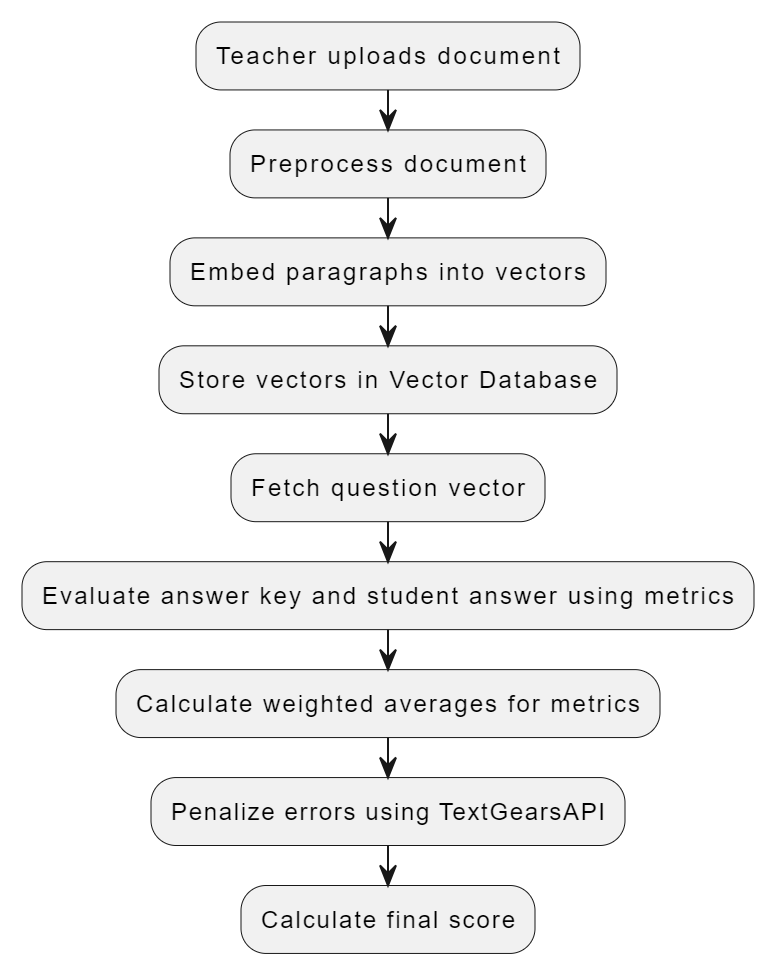 Teacher uploads document
Preprocess document
Embed paragraphs into vectors
Store vectors in Vector Database
Fetch question vector
Evaluate answer key and student answer using metrics
Calculate weighted averages for metrics
Penalize errors using TextGearsAPI
Calculate final score